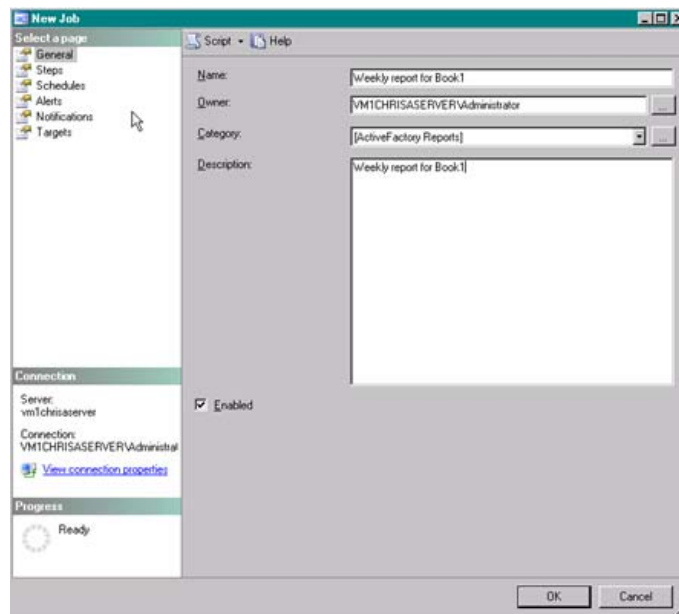 New Job
Select a page
General
Steps
Schedules
Alerts
Notifications
Targets
Script Help
Name: Weekly report for Book1
Owner: VM1CHRISASERVER\Administrator ...
Category: [ActiveFactory Reports] ...
Description: Weekly report for Book1
Enabled
Connection
Server:
vm1chrisaserver
Connection:
VM1CHRISASERVER\Administrat
View connection properties
Progress
Ready
OK Cancel